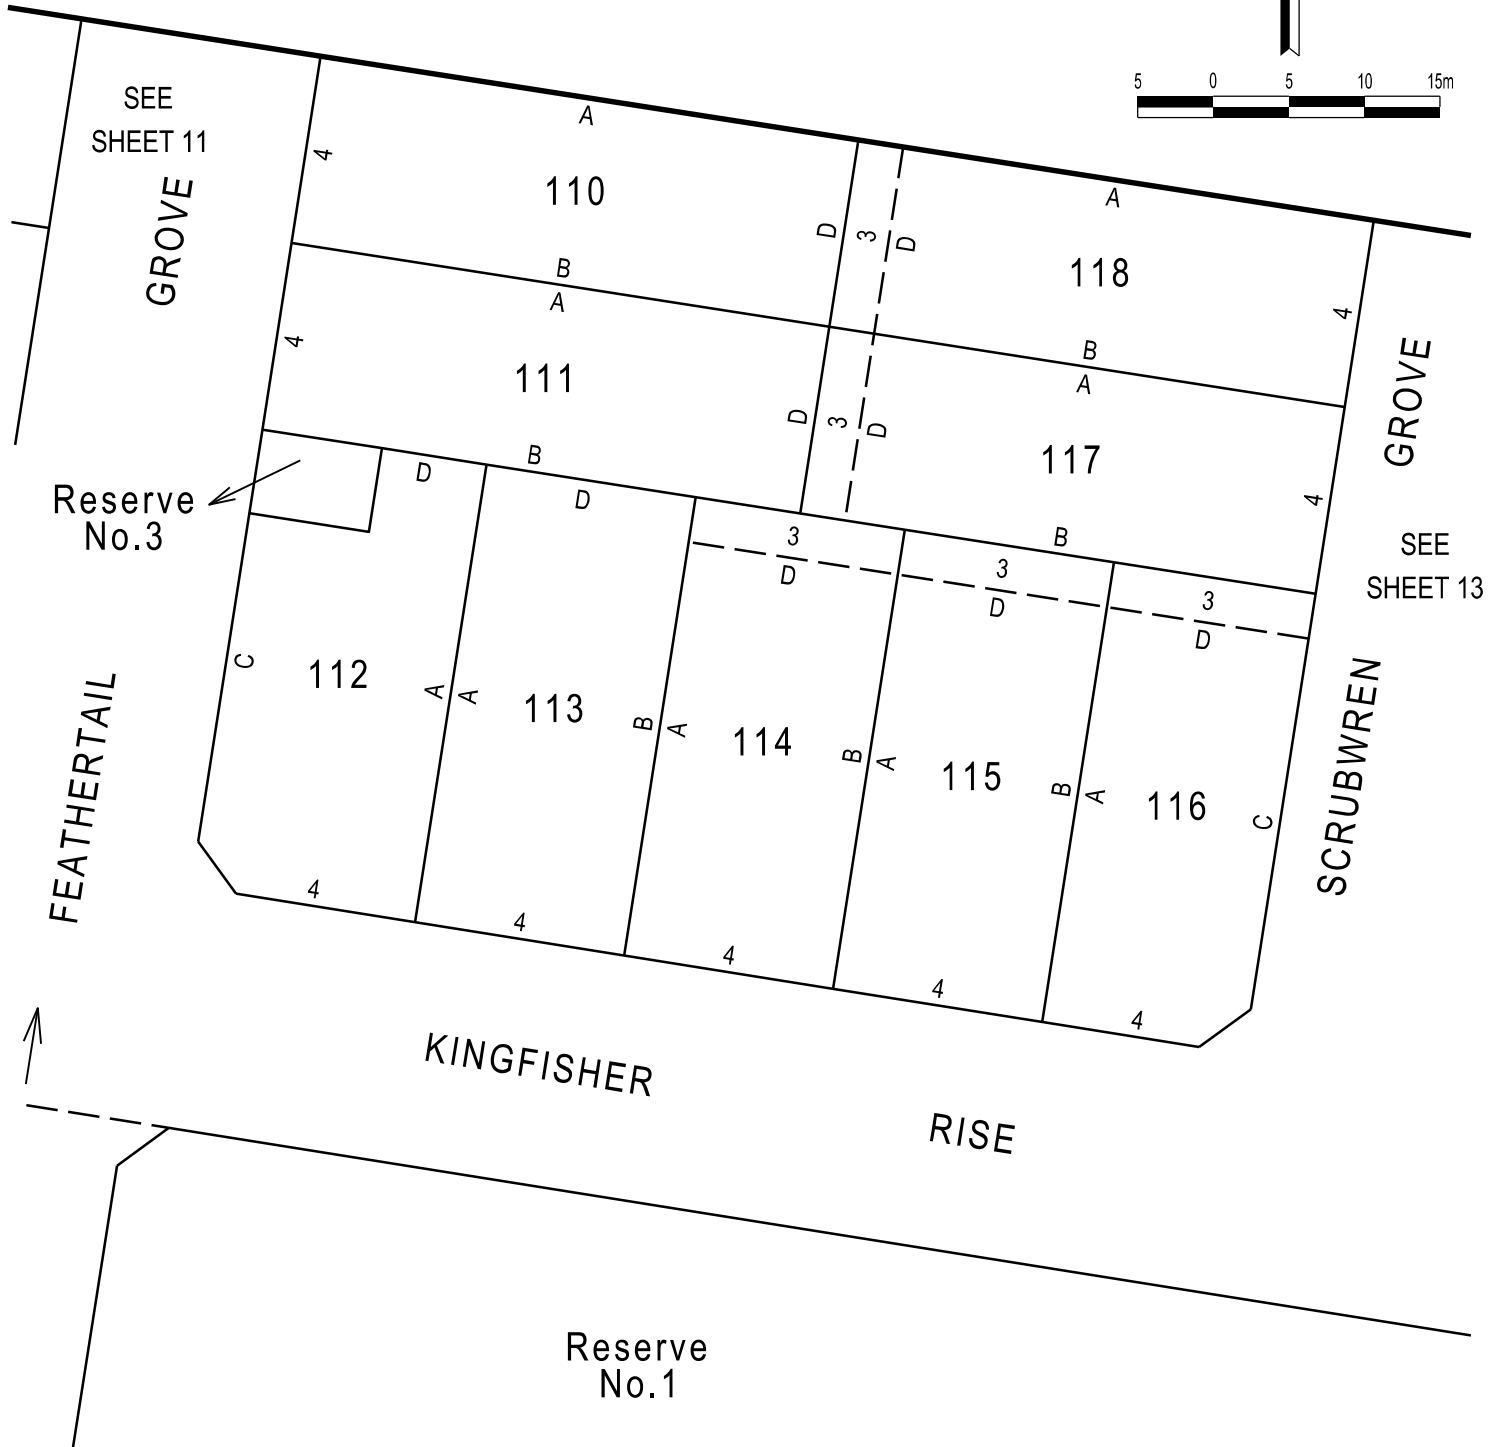 5 0 5 10 15m
SEE
SHEET 11
GROVE
A
4
110
D
3
D
A
118
4
B
A
B
A
4
111
D
3
D
117
4
GROVE
B
D
D
B
Reserve
No.3
3
D
3
D
3
D
SEE
SHEET 13
C
112
A
A
113
B
A
114
B
A
115
B
A
116
C
FEATHERTAIL
SCRUBWREN
4
4
4
4
4
KINGFISHER
RISE
Reserve
No.1